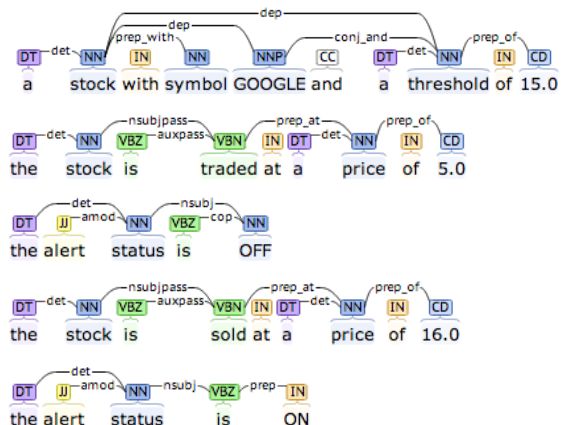 dep
dep
det prep_with conj_and det prep_of
DT NN IN NN NNP CC DT NN IN CD
a stock with symbol GOOGLE and a threshold of 15.0
nsubjpass prep_at prep_of
det auxpass det
DT NN VBZ VBN IN DT NN IN CD
the stock is traded at a price of 5.0
det nsubj
amod cop
DT JJ NN VBZ NN
the alert status is OFF
nsubjpass prep_at prep_of
det auxpass det
DT NN VBZ VBN IN DT NN IN CD
the stock is sold at a price of 16.0
det
amod nsubj prep
DT JJ NN VBZ IN
the alert status is ON